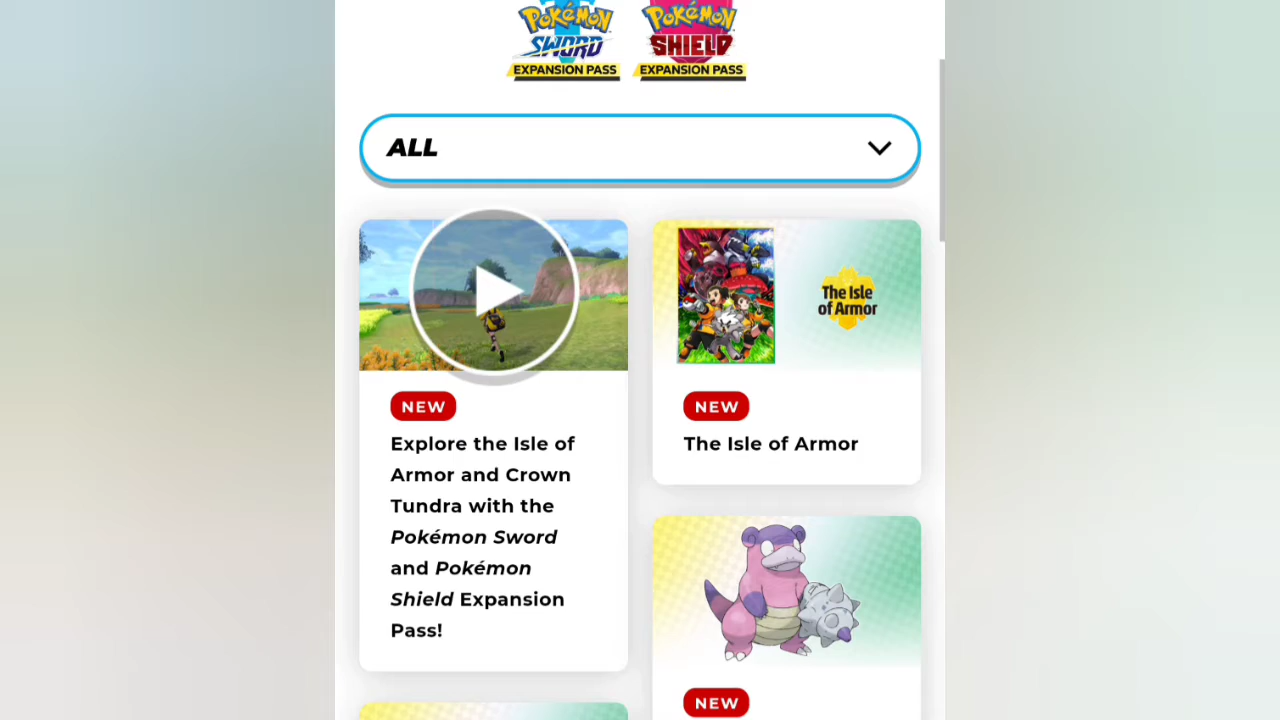 Pokémon
SWORD
EXPANSION PASS
Pokémon
SHIELD
EXPANSION PASS
ALL
NEW
Explore the Isle of
Armor and Crown
Tundra with the
Pokémon Sword
and Pokémon
Shield Expansion
Pass!
The Isle
of Armor
NEW
The Isle of Armor
NEW